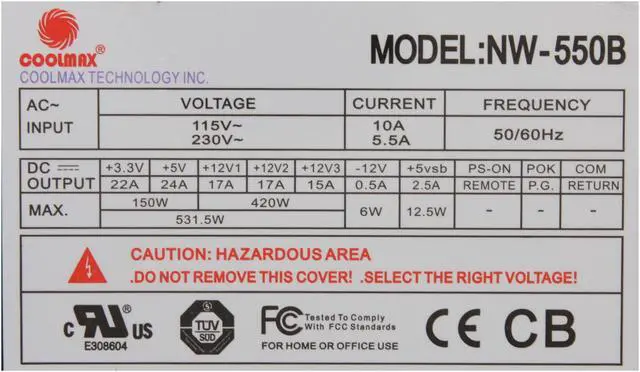 COOLMAX®
COOLMAX TECHNOLOGY INC.
MODEL:NW-550B
AC~ INPUT VOLTAGE CURRENT FREQUENCY
115V~ 10A
230V~ 5.5A
50/60Hz
DC OUTPUT +3.3V +5V +12V1 +12V2 +12V3 -12V +5vsb PS-ON POK COM
22A 24A 17A 17A 15A 0.5A 2.5A REMOTE P.G. RETURN
MAX. 150W 420W 6W 12.5W - - -
531.5W
CAUTION: HAZARDOUS AREA
.DO NOT REMOVE THIS COVER! .SELECT THE RIGHT VOLTAGE!
c RU® US
E308604
TÜV
SÜD
FC Tested To Comply
With FCC Standards
FOR HOME OR OFFICE USE
CE CB